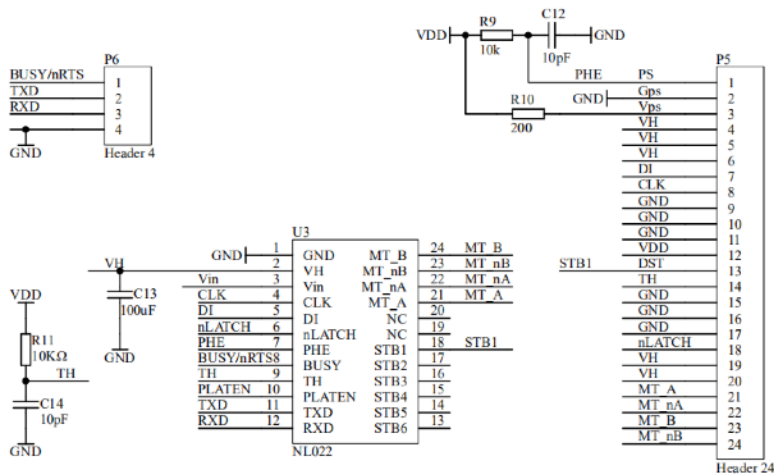 P6
BUSY/nRTS 1
TXD 2
RXD 3
4
GND
Header 4
VDD
R9
10k
C12
10pF
GND
R10
200
P5
PHE PS 1
GND Gps 2
Vps 3
VH 4
VH 5
VH 6
DI 7
CLK 8
GND 9
GND 10
GND 11
VDD 12
STB1 DST 13
TH 14
GND 15
GND 16
GND 17
nLATCH 18
VH 19
VH 20
MT_A 21
MT_nA 22
MT_B 23
MT_nB 24
Header 24
U3
GND 1 GND MT_B 24 MT_B
VH 2 VH MT_nB 23 MT_nB
Vin 3 Vin MT_nA 22 MT_nA
CLK 4 CLK MT_A 21 MT_A
DI 5 DI NC 20
nLATCH 6 nLATCH NC 19
PHE 7 PHE STB1 18 STB1
BUSY/nRTS 8 BUSY STB2 17
TH 9 TH STB3 16
PLATEN 10 PLATEN STB4 15
TXD 11 TXD STB5 14
RXD 12 RXD STB6 13
NL022
C13
100uF
GND
VDD
R11
10KΩ
TH
C14
10pF
GND